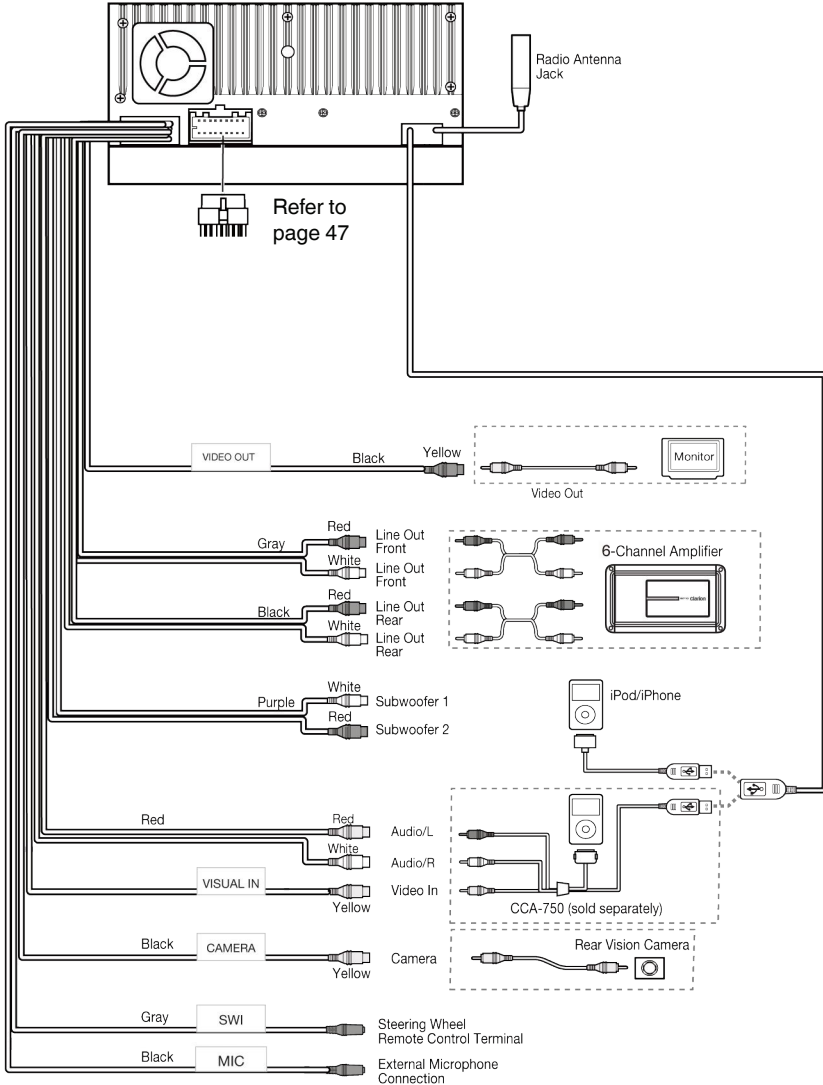 Radio Antenna
Jack
Refer to
page 47
VIDEO OUT
Black
Yellow
Monitor
Video Out
Gray
Red
Line Out
Front
White
Line Out
Front
6-Channel Amplifier
clarion
Black
Red
Line Out
Rear
White
Line Out
Rear
Purple
White
Subwoofer 1
Red
Subwoofer 2
iPod/iPhone
Red
Red
Audio/L
White
Audio/R
VISUAL IN
Yellow
Video In
CCA-750 (sold separately)
Black
CAMERA
Yellow
Camera
Rear Vision Camera
Gray
SWI
Steering Wheel
Remote Control Terminal
Black
MIC
External Microphone
Connection